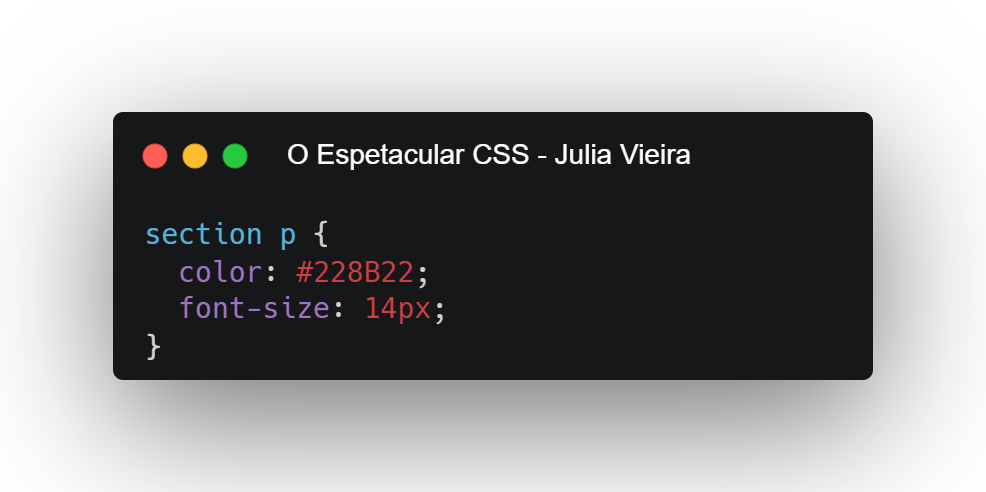 O Espetacular CSS - Julia Vieira
section p {
  color: #228B22;
  font-size: 14px;
}